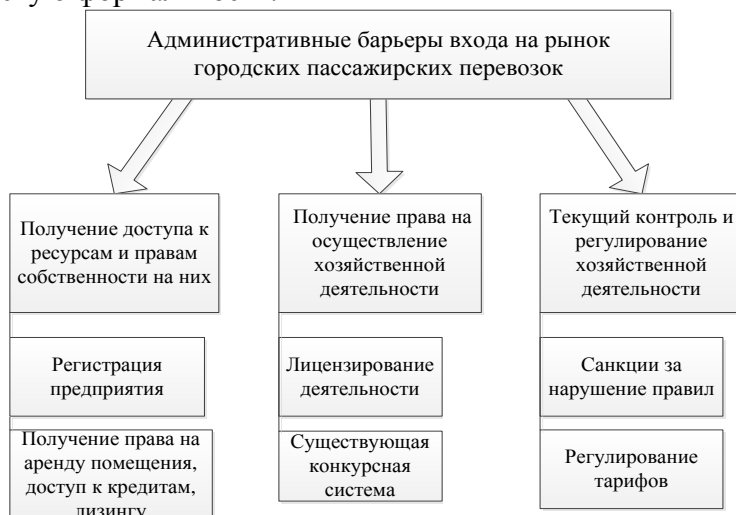 Административные барьеры входа на рынок
городских пассажирских перевозок
Получение доступа к
ресурсам и правам
собственности на них
Регистрация
предприятия
Получение права на
аренду помещения,
доступ к кредитам,
лизингу
Получение права на
осуществление
хозяйственной
деятельности
Лицензирование
деятельности
Существующая
конкурсная
система
Текущий контроль и
регулирование
хозяйственной
деятельности
Санкции за
нарушение правил
Регулирование
тарифов